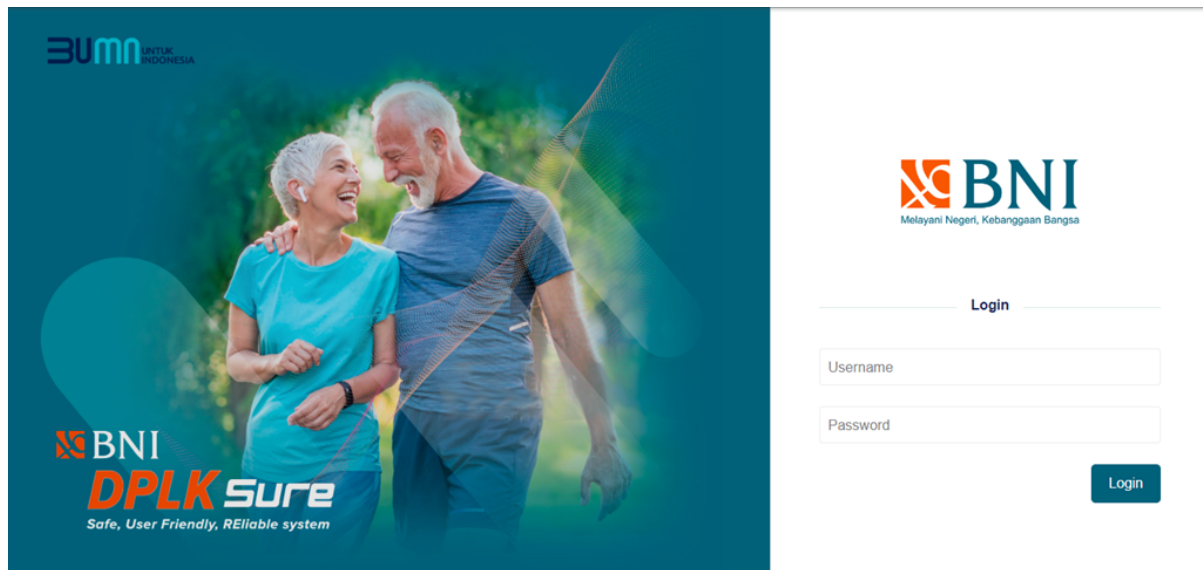 BUMN UNTUK
INDONESIA
BNI
DPLK Sure
Safe, User Friendly, REliable system
BNI
Melayani Negeri, Kebanggaan Bangsa
Login
Username
Password
Login